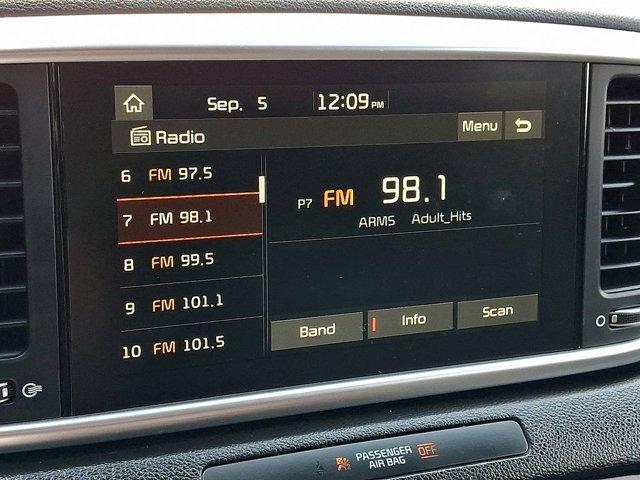 Sep. 5 12:09 PM
Radio Menu
6 FM 97.5
7 FM 98.1
8 FM 99.5
9 FM 101.1
10 FM 101.5
P7 FM 98.1
ARMS Adult_Hits
Band Info Scan
PASSENGER AIR BAG OFF